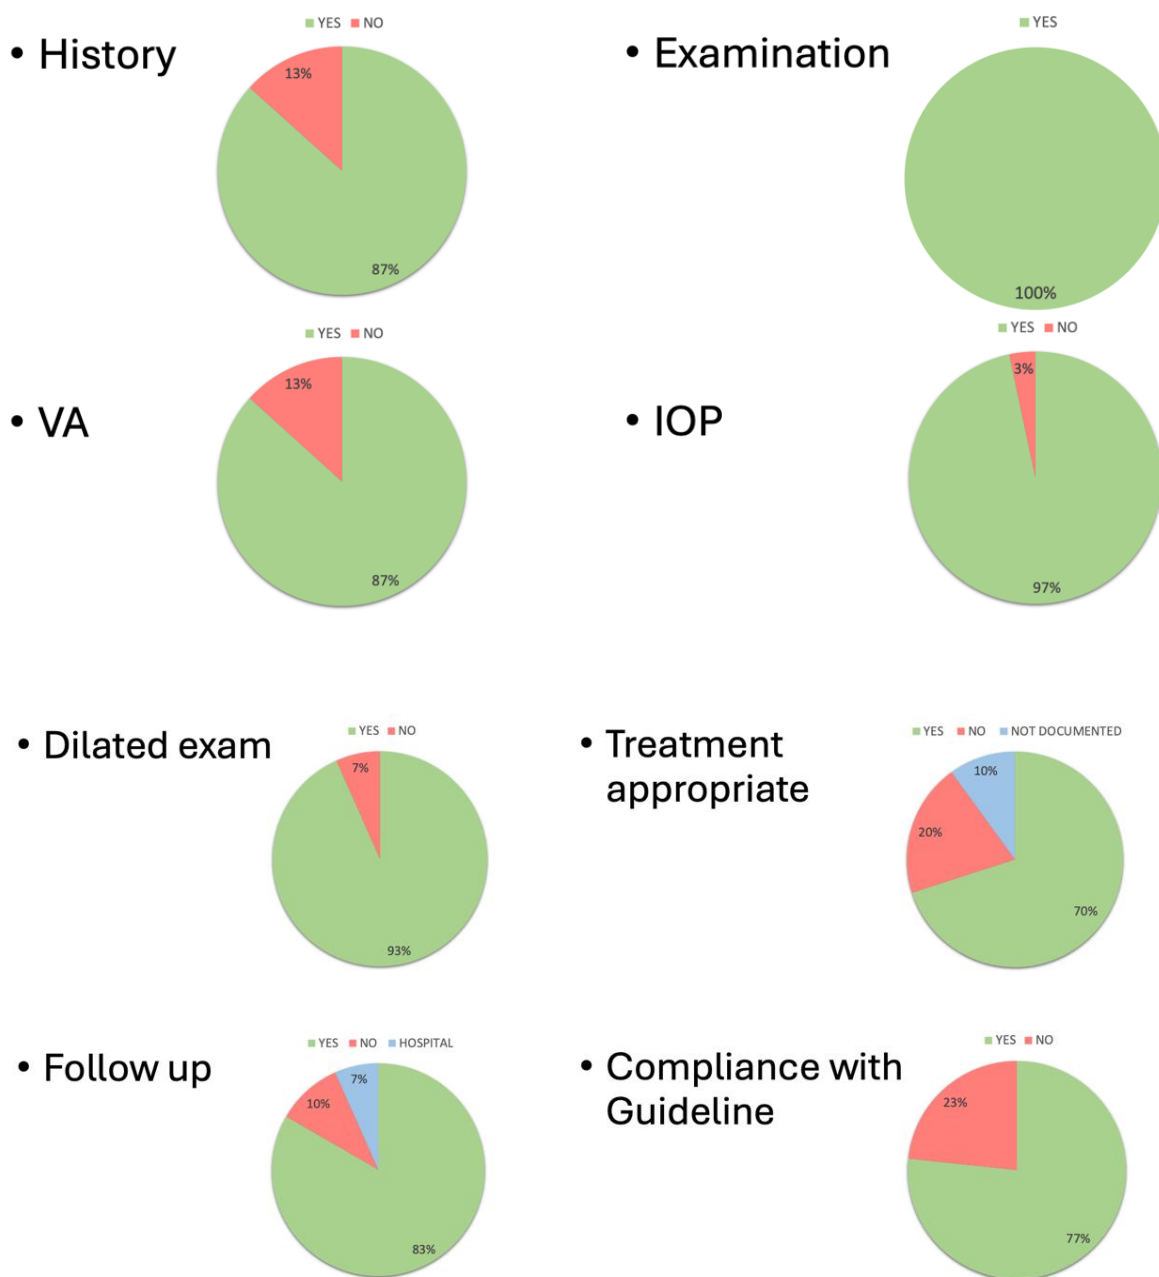 YES NO
• History
13%
87%
YES
• Examination
100%
YES NO
• VA
13%
87%
YES NO
• IOP
3%
97%
YES NO
• Dilated exam
7%
93%
YES NO NOT DOCUMENTED
• Treatment
appropriate
10%
20%
70%
YES NO HOSPITAL
• Follow up
7%
10%
83%
YES NO
• Compliance with
Guideline
23%
77%